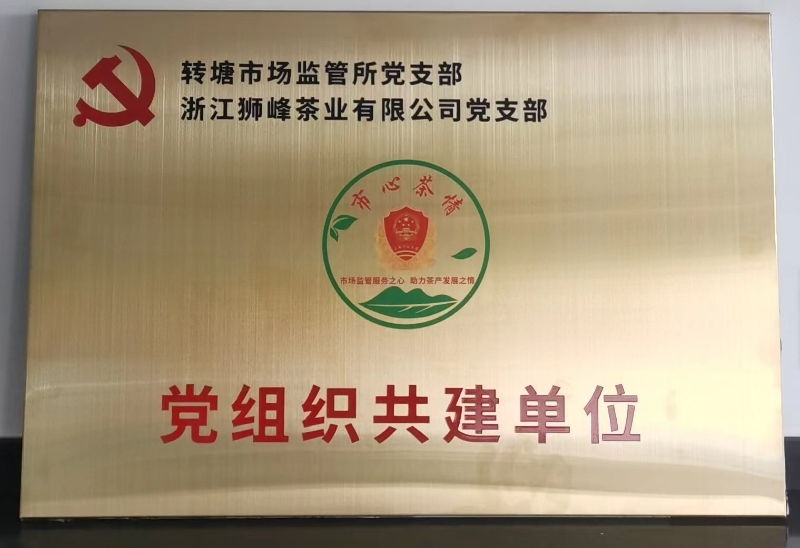 转塘市场监管所党支部
浙江狮峰茶业有限公司党支部
市心茶情
市场监管服务之心 助力茶产发展之情
党组织共建单位